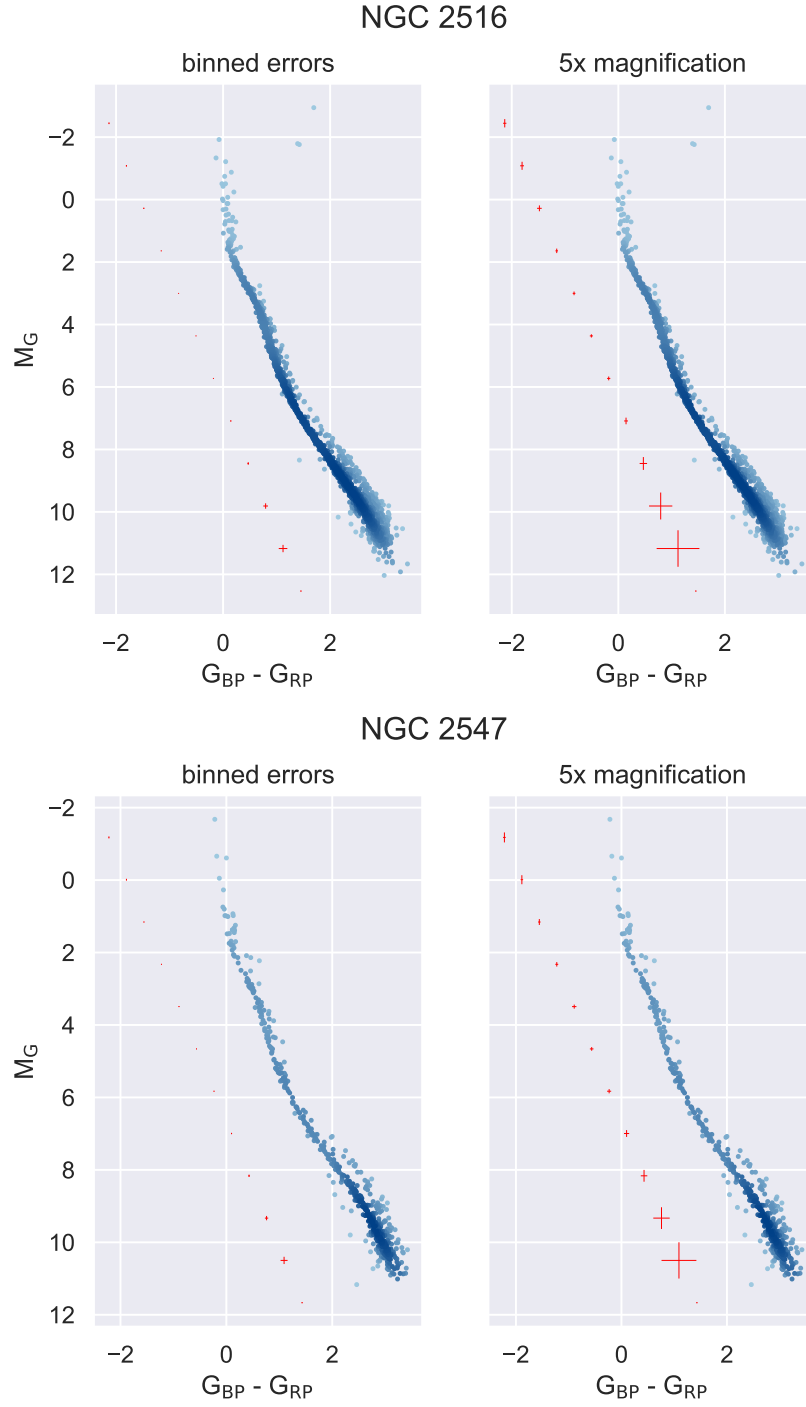 NGC 2516
binned errors
5x magnification
−2
0
2
4
6
8
10
12
M_G
−2 0 2
−2 0 2
G_BP - G_RP
G_BP - G_RP
NGC 2547
binned errors
5x magnification
−2
0
2
4
6
8
10
12
M_G
−2 0 2
−2 0 2
G_BP - G_RP
G_BP - G_RP